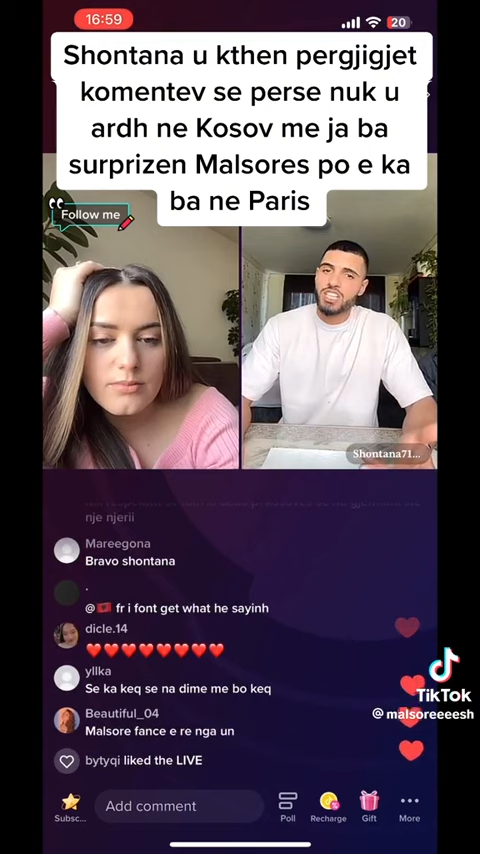 16:59
20
Shontana u kthen pergjigjet
komentev se perse nuk u
ardh ne Kosov me ja ba
surprizen Malsores po e ka
ba ne Paris
Follow me
Shontana71...
nje njerii
Mareegona
Bravo shontana
.
@🇦🇱 fr i font get what he sayinh
dicle.14
❤️❤️❤️❤️❤️❤️❤️❤️
yllka
Se ka keq se na dime me bo keq
Beautiful_04
Malsore fance e re nga un
bytyqi liked the LIVE
TikTok
@malsoreeeesh
Subsc...
Add comment
Poll
Recharge
Gift
More